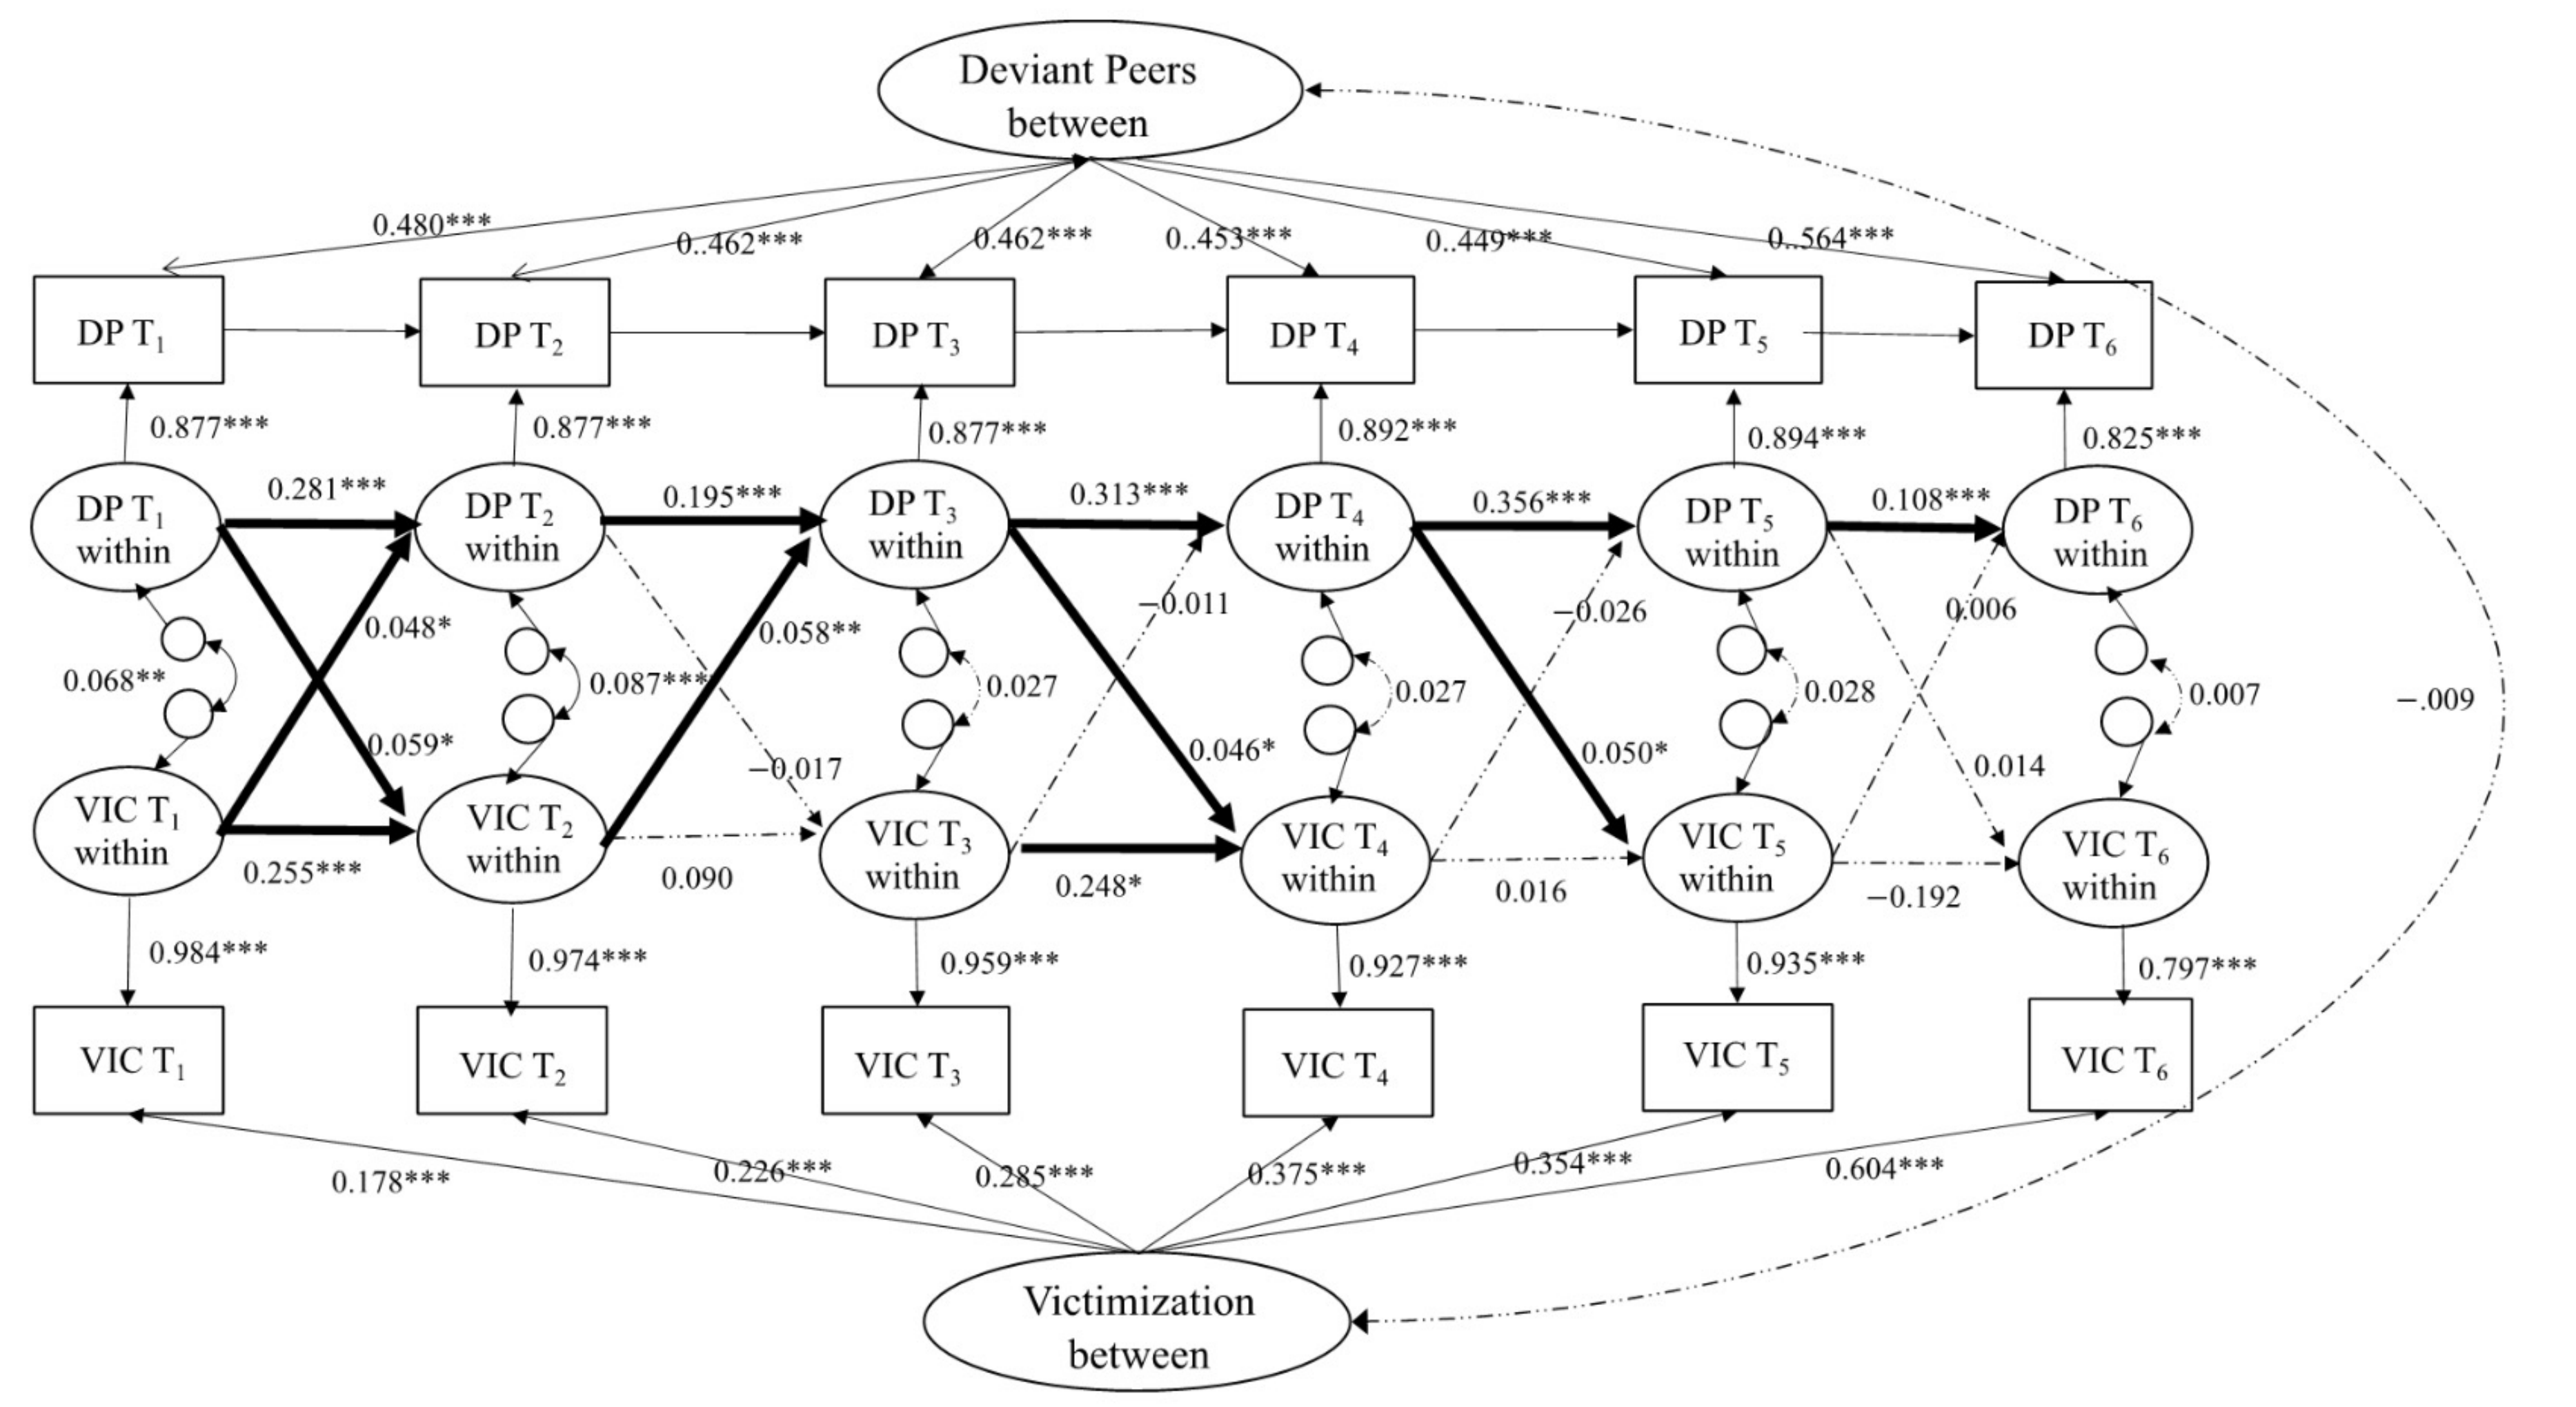 Deviant Peers
between
0.480***
0..462***
0.462***
0..453***
0..449***
0..564***
DP T1
DP T2
DP T3
DP T4
DP T5
DP T6
0.877***
0.877***
0.877***
0.892***
0.894***
0.825***
DP T1
within
0.281***
DP T2
within
0.195***
DP T3
within
0.313***
DP T4
within
0.356***
DP T5
within
0.108***
DP T6
within
0.048*
0.058**
−0.011
−0.026
0.006
0.068**
0.087***
0.027
0.027
0.028
0.007
−.009
0.059*
−0.017
0.046*
0.050*
0.014
VIC T1
within
0.255***
VIC T2
within
0.090
VIC T3
within
0.248*
VIC T4
within
0.016
VIC T5
within
−0.192
VIC T6
within
0.984***
0.974***
0.959***
0.927***
0.935***
0.797***
VIC T1
VIC T2
VIC T3
VIC T4
VIC T5
VIC T6
0.178***
0.226***
0.285***
0.375***
0.354***
0.604***
Victimization
between